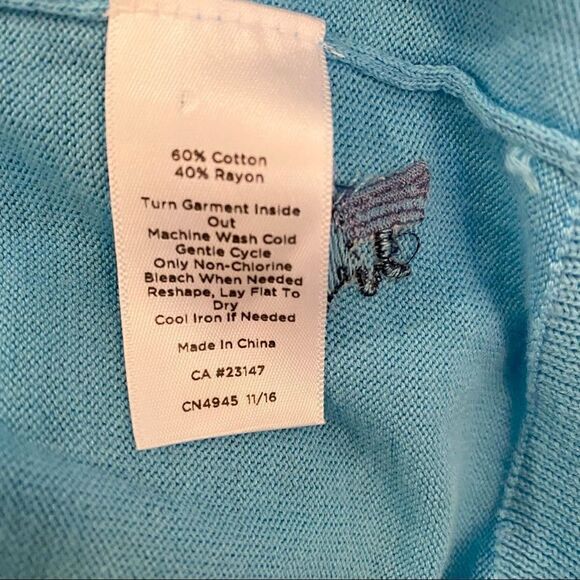 60% Cotton
40% Rayon
Turn Garment Inside
Out
Machine Wash Cold
Gentle Cycle
Only Non-Chlorine
Bleach When Needed
Reshape, Lay Flat To
Dry
Cool Iron If Needed
Made In China
CA #23147
CN4945 11/16